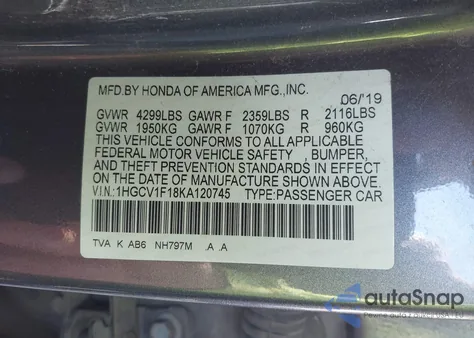 MFD.BY HONDA OF AMERICA MFG.,INC. 06/19
GVWR 4299LBS GAWR F 2359LBS R 2116LBS
GVWR 1950KG GAWR F 1070KG R 960KG
THIS VEHICLE CONFORMS TO ALL APPLICABLE
FEDERAL MOTOR VEHICLE SAFETY , BUMPER,
AND THEFT PREVENTION STANDARDS IN EFFECT
ON THE DATE OF MANUFACTURE SHOWN ABOVE.
V.I.N:1HGCV1F18KA120745 TYPE:PASSENGER CAR
TVA K AB6 NH797M .A .A
autoSnap